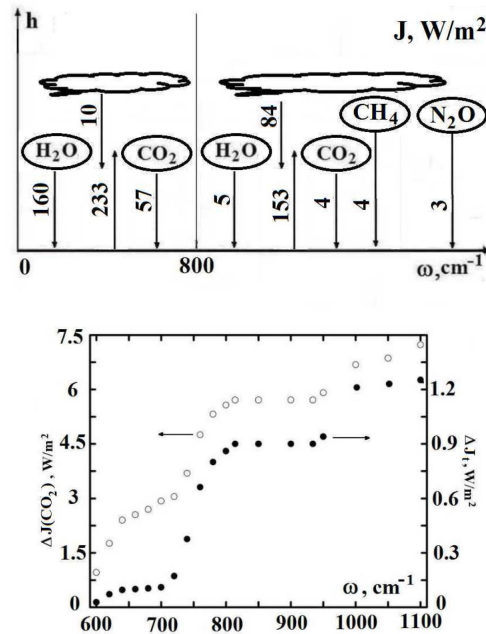 h
J, W/m²
10
84
CH₄
N₂O
H₂O
CO₂
H₂O
CO₂
160
233
57
5
153
4
4
3
0
800
ω,cm⁻¹
7.5
6
4.5
3
1.5
0
ΔJ(CO₂) , W/m²
1.2
0.9
0.6
0.3
0
ΔJₜ, W/m²
ω , cm⁻¹
600
700
800
900
1000
1100